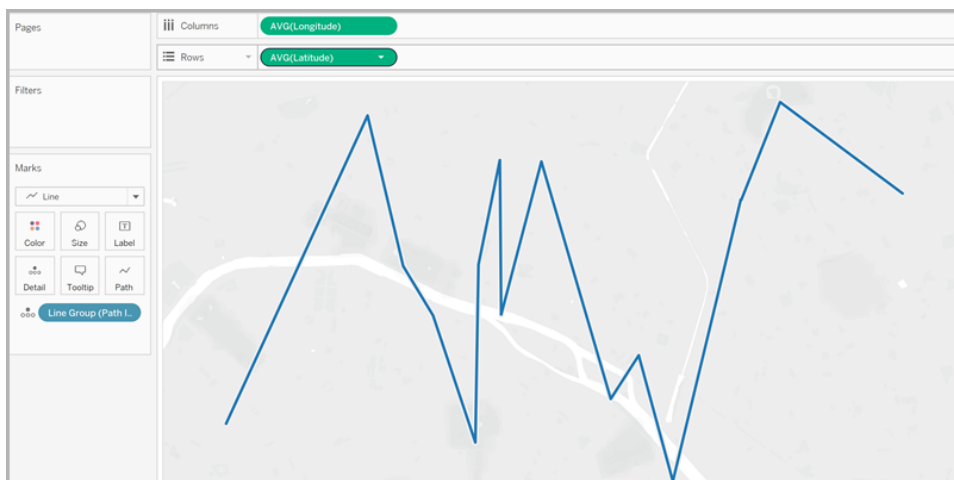 Pages
Columns
AVG(Longitude)
Rows
AVG(Latitude)
Filters
Marks
Line
Color
Size
Label
Detail
Tooltip
Path
Line Group (Path I..